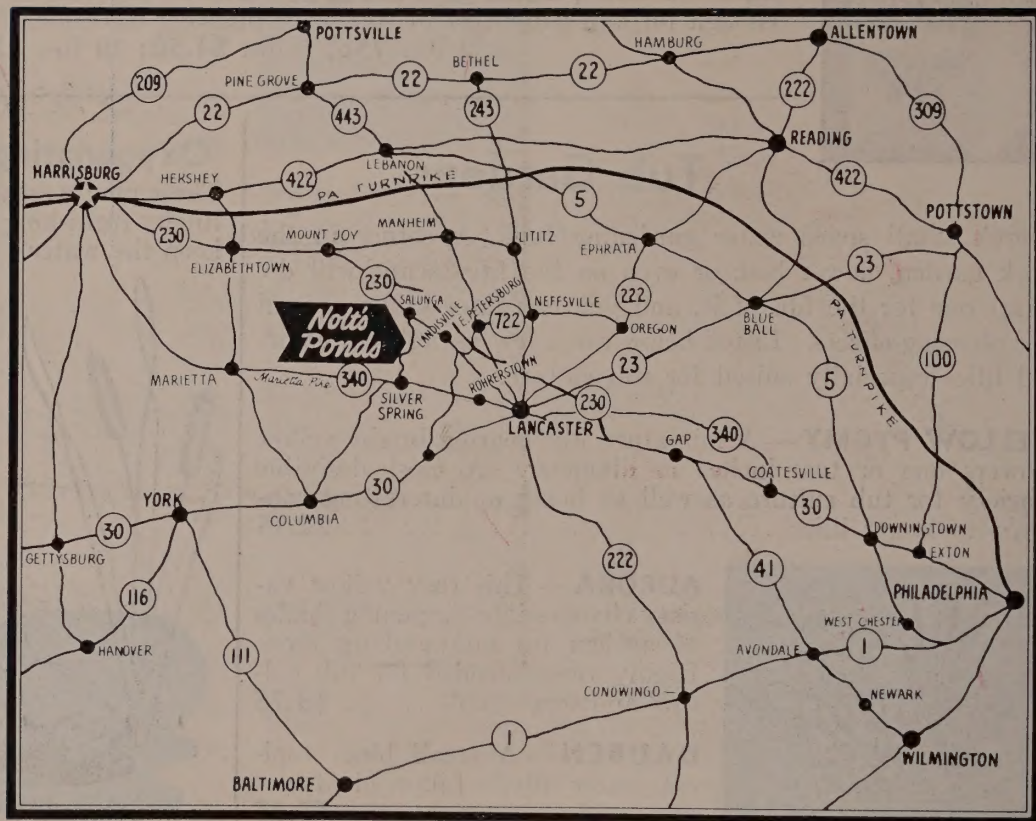 POTTSVILLE
HAMBURG
ALLENTOWN
BETHEL
PINE GROVE
22
22
22
209
243
222
443
309
READING
HARRISBURG
LEBANON
HERSHEY
422
PA TURNPIKE
5
422
POTTSTOWN
230
MOUNT JOY
MANHEIM
LITITZ
EPHRATA
ELIZABETHTOWN
23
230
SALUNGA
LANDISVILLE
E. PETERSBURG
722
NEFFSVILLE
222
OREGON
BLUE BALL
PA TURNPIKE
Nolt's
Ponds
100
MARIETTA
Marietta Pike
340
SILVER
SPRING
ROHRERSTOWN
23
5
230
LANCASTER
340
GAP
COATESVILLE
30
30
YORK
COLUMBIA
30
DOWNINGTOWN
EXTON
GETTYSBURG
222
41
116
PHILADELPHIA
WEST CHESTER
HANOVER
111
AVONDALE
1
CONOWINGO
NEWARK
1
WILMINGTON
BALTIMORE